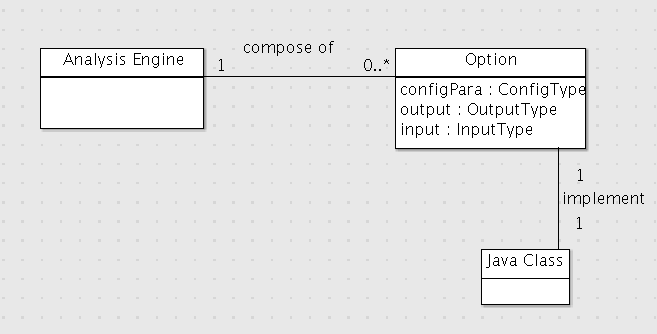 Analysis Engine
compose of
1
0..*
Option
configPara : ConfigType
output : OutputType
input : InputType
1
implement
1
Java Class